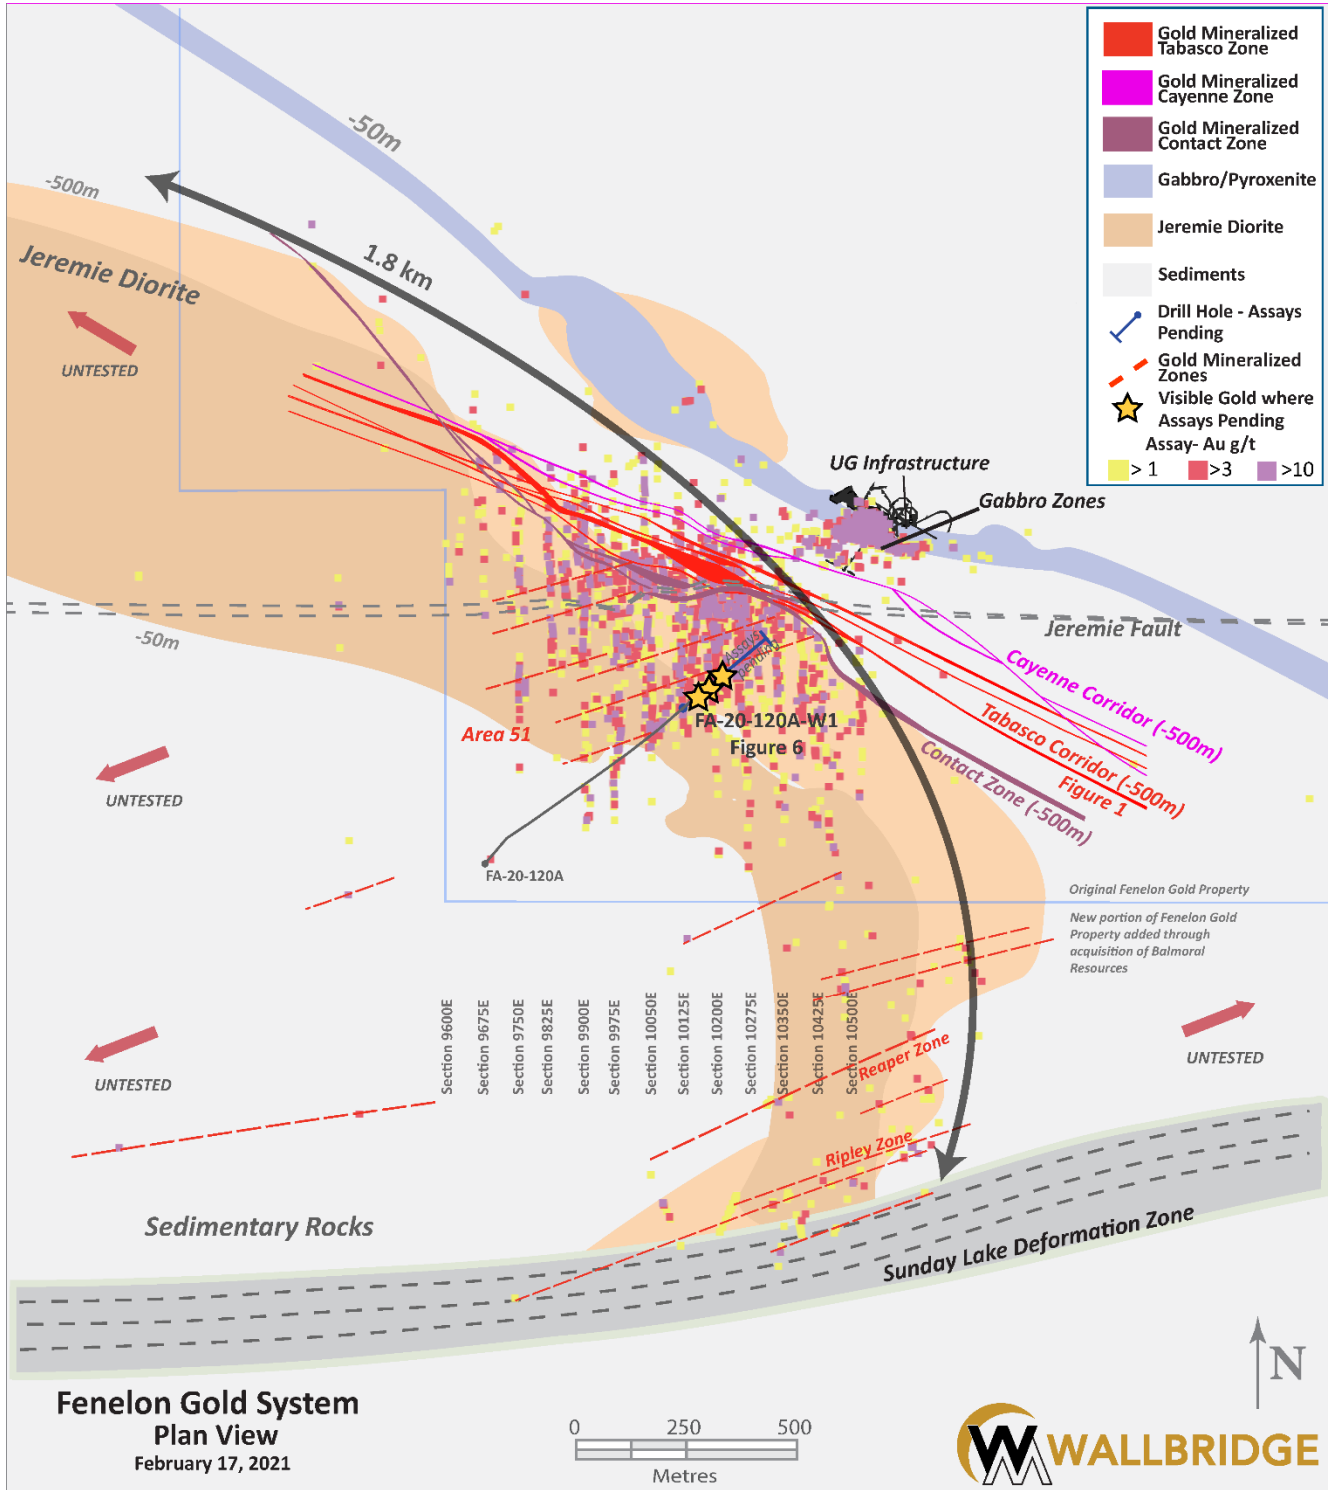 Gold Mineralized
Tabasco Zone
Gold Mineralized
Cayenne Zone
Gold Mineralized
Contact Zone
Gabbro/Pyroxenite
Jeremie Diorite
Sediments
Drill Hole - Assays
Pending
Gold Mineralized
Zones
Visible Gold where
Assays Pending
Assay- Au g/t
> 1
>3
>10
-50m
-500m
1.8 km
Jeremie Diorite
UNTESTED
UG Infrastructure
Gabbro Zones
-50m
Jeremie Fault
Assays
pending
Cayenne Corridor (-500m)
Tabasco Corridor (-500m)
Figure 1
Contact Zone (-500m)
FA-20-120A-W1
Figure 6
Area 51
UNTESTED
FA-20-120A
Original Fenelon Gold Property
New portion of Fenelon Gold
Property added through
acquisition of Balmoral
Resources
Section 9600E
Section 9675E
Section 97500E
Section 9825E
Section 9900E
Section 9975E
Section 10050E
Section 10125E
Section 10200E
Section 10275E
Section 10350E
Section 10425E
Section 10500E
UNTESTED
UNTESTED
Reaper Zone
Ripley Zone
Sedimentary Rocks
Sunday Lake Deformation Zone
N
Fenelon Gold System
Plan View
February 17, 2021
0 250 500
Metres
WALLBRIDGE